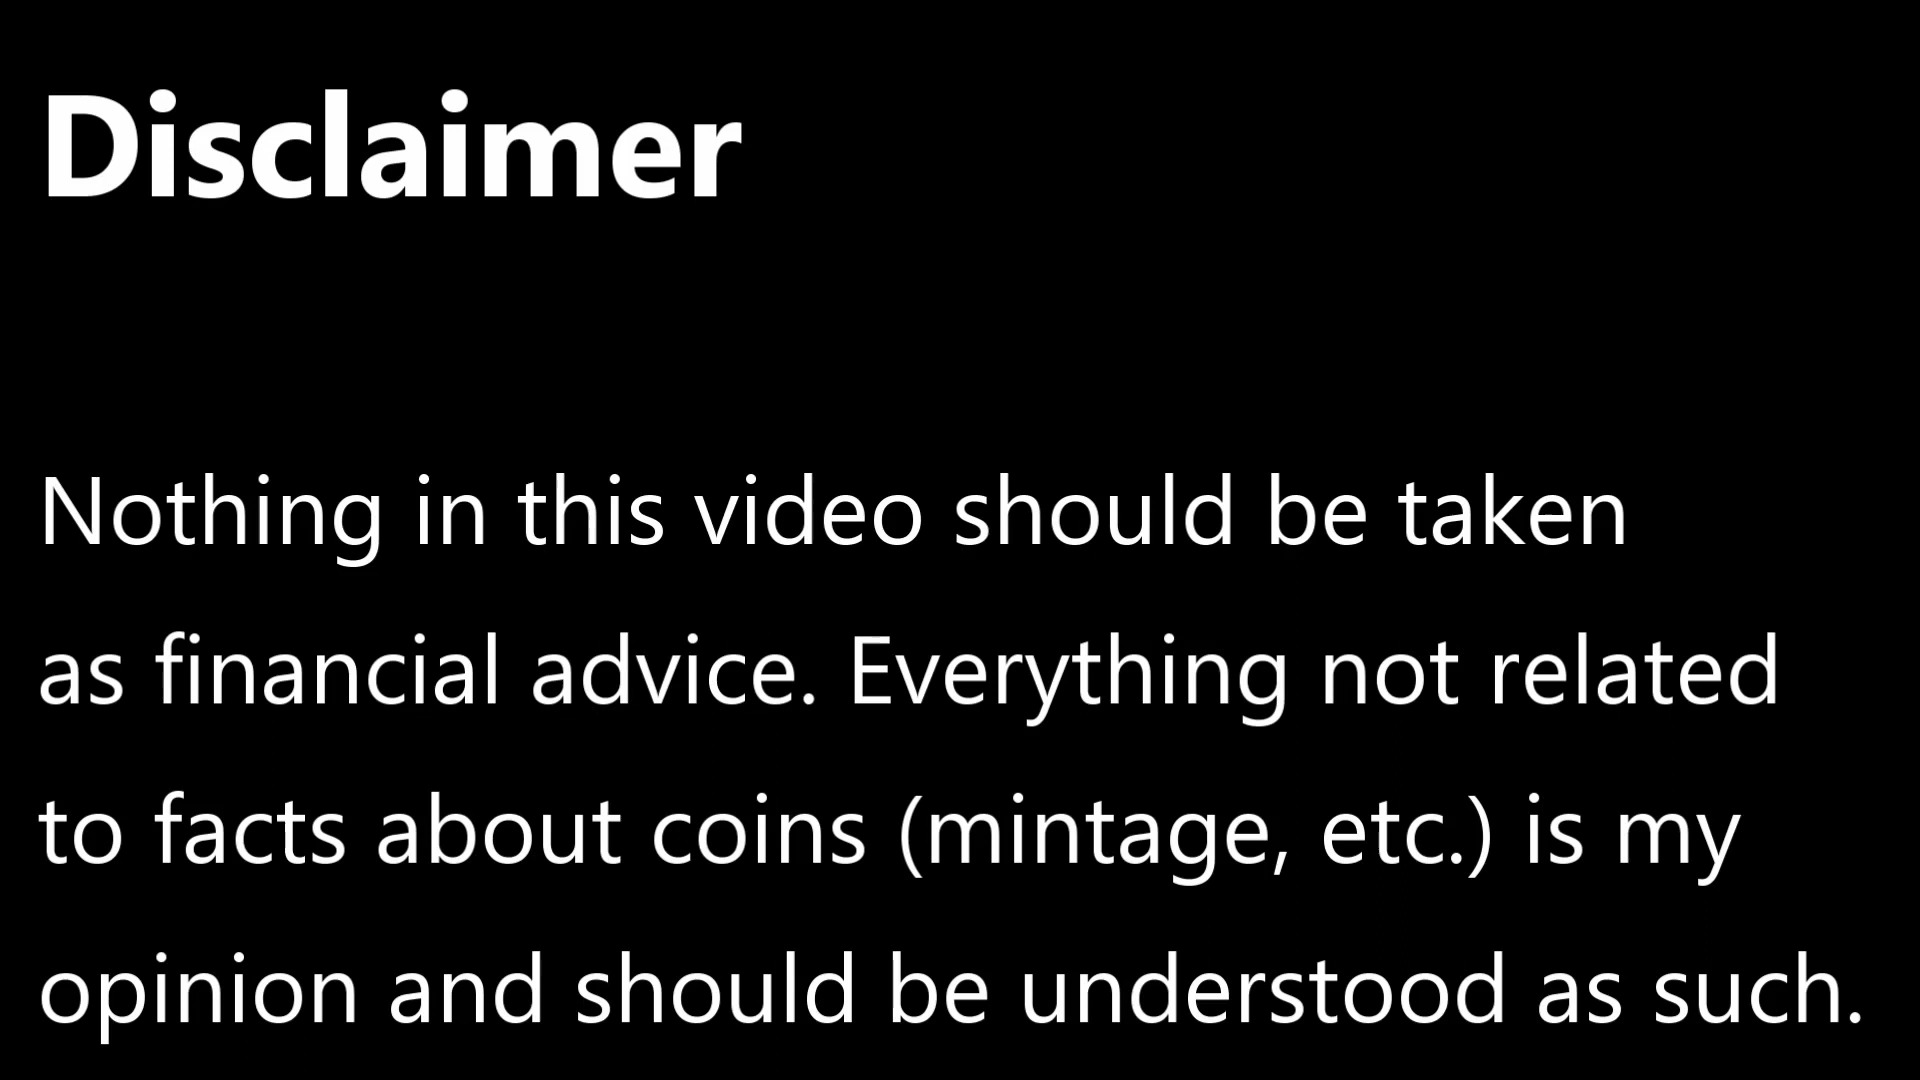 Disclaimer
Nothing in this video should be taken
as financial advice. Everything not related
to facts about coins (mintage, etc.) is my
opinion and should be understood as such.